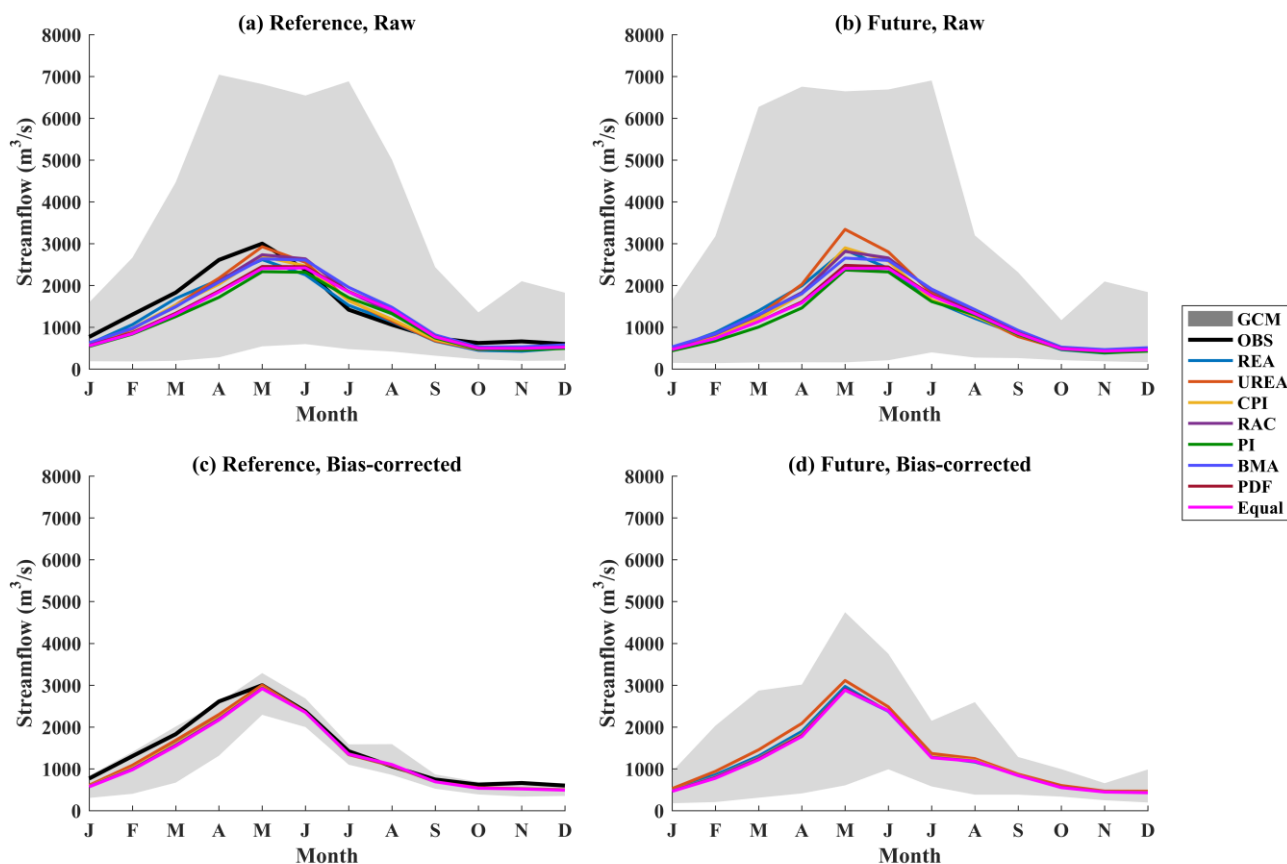 (a) Reference, Raw
8000
7000
6000
5000
4000
3000
2000
1000
0
Streamflow (m³/s)
J F M A M J J A S O N D
Month
(b) Future, Raw
8000
7000
6000
5000
4000
3000
2000
1000
0
Streamflow (m³/s)
J F M A M J J A S O N D
Month
(c) Reference, Bias-corrected
8000
7000
6000
5000
4000
3000
2000
1000
0
Streamflow (m³/s)
J F M A M J J A S O N D
Month
(d) Future, Bias-corrected
8000
7000
6000
5000
4000
3000
2000
1000
0
Streamflow (m³/s)
J F M A M J J A S O N D
Month
GCM
OBS
REA
UREA
CPI
RAC
PI
BMA
PDF
Equal